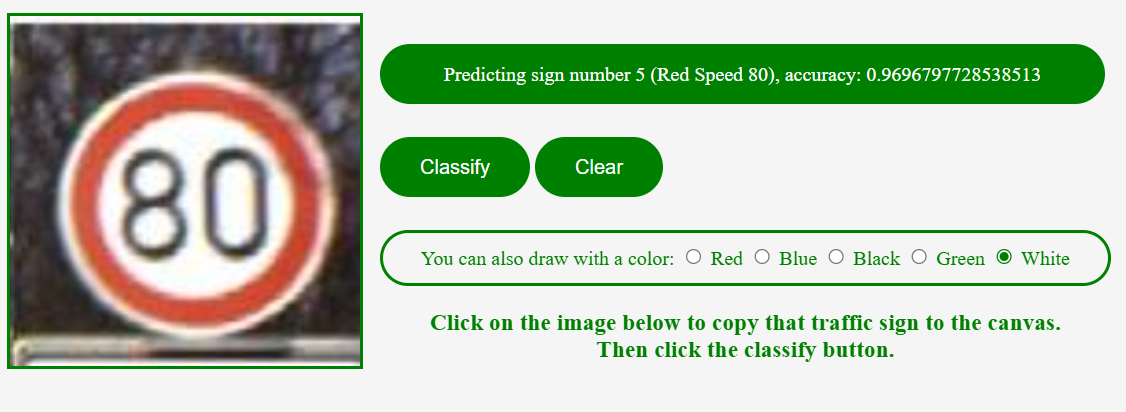 80
Predicting sign number 5 (Red Speed 80), accuracy: 0.9696797728538513
Classify Clear
You can also draw with a color: Red Blue Black Green White
Click on the image below to copy that traffic sign to the canvas.
Then click the classify button.